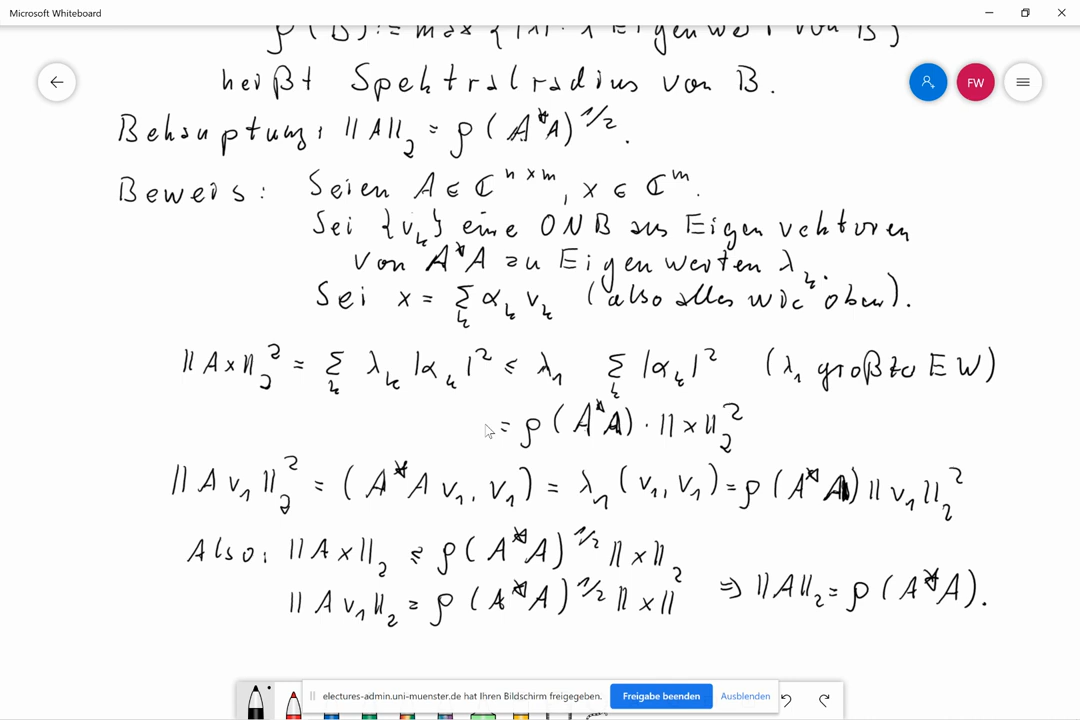 Microsoft Whiteboard
ρ(B) := max {|λ| : λ Eigenwert von B}
heißt Spektralradius von B.
FW
Behauptung: ||A||₂ = ρ(A*A)^1/2.
Beweis: Seien A ∈ ℂ^n×m, x ∈ ℂ^m.
Sei {v_k} eine ONB aus Eigenvektoren
von A*A zu Eigenwerten λ_k.
Sei x = Σ_k α_k v_k (also alles wie oben).
||Ax||₂² = Σ_k λ_k |α_k|² ≤ λ₁ Σ_k |α_k|² (λ₁ größter EW)
= ρ(A*A) · ||x||₂²
||Av₁||₂² = (A*A v₁, v₁) = λ₁ (v₁, v₁) = ρ(A*A) ||v₁||₂²
Also: ||Ax||₂ ≤ ρ(A*A)^1/2 ||x||₂
||Av₁||₂ = ρ(A*A)^1/2 ||x|| ⇒ ||A||₂ = ρ(A*A).
electures-admin.uni-muenster.de hat Ihren Bildschirm freigegeben. Freigabe beenden Ausblenden